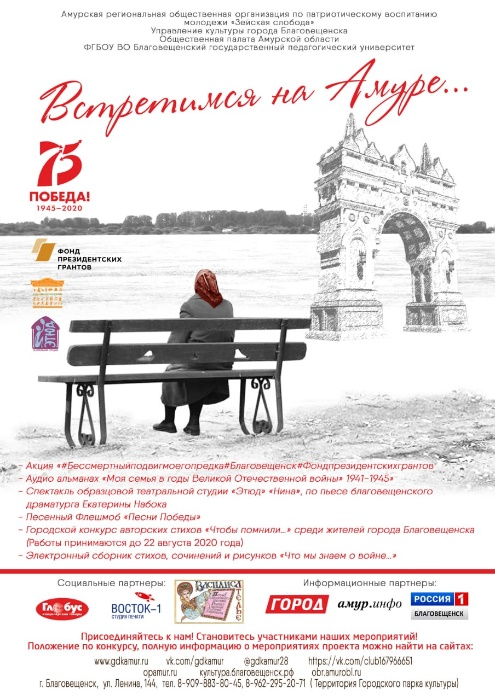 Амурская региональная общественная организация по патриотическому воспитанию
молодежи «Зейская слобода»
Управление культуры города Благовещенска
Общественная палата Амурской области
ФГБОУ ВО Благовещенский государственный педагогический университет
Встретимся на Амуре...
75
ПОБЕДА!
1945–2020
ФОНД
ПРЕЗИДЕНТСКИХ
ГРАНТОВ
ЭТЮД
- Акция «#Бессмертныйподвигмоегопредка#Благовещенск#Фондпрезидентскихгрантов"
- Аудио альманах «Моя семья в годы Великой Отечественной войны» 1941-1945»
- Спектакль образцовой театральной студии «Этюд» «Нина», по пьесе благовещенского
драматурга Екатерины Набока
- Песенный Флешмоб «Песни Победы»
- Городской конкурс авторских стихов «Чтобы помнили...» среди жителей города Благовещенска
(Работы принимаются до 22 августа 2020 года)
- Электронный сборник стихов, сочинений и рисунков «Что мы знаем о войне...»
Социальные партнеры:
Информационные партнеры:
Глобус
ВОСТОК-1
СТУДИЯ ПЕЧАТИ
ВАСИЛИСА
ГОРОД
амур.инфо
РОССИЯ 1
БЛАГОВЕЩЕНСК
Присоединяйтесь к нам! Становитесь участниками наших мероприятий!
Положение по конкурсу, полную информацию о мероприятиях проекта можно найти на сайтах:
www.gdkamur.ru vk.com/gdkamur @gdkamur28 https://vk.com/club167966651
opamur.ru культура.благовещенск.рф obr.amurobl.ru
г. Благовещенск, ул. Ленина, 144, тел. 8-909-883-80-45, 8-962-295-20-71 ( Территория Городского парка культуры)